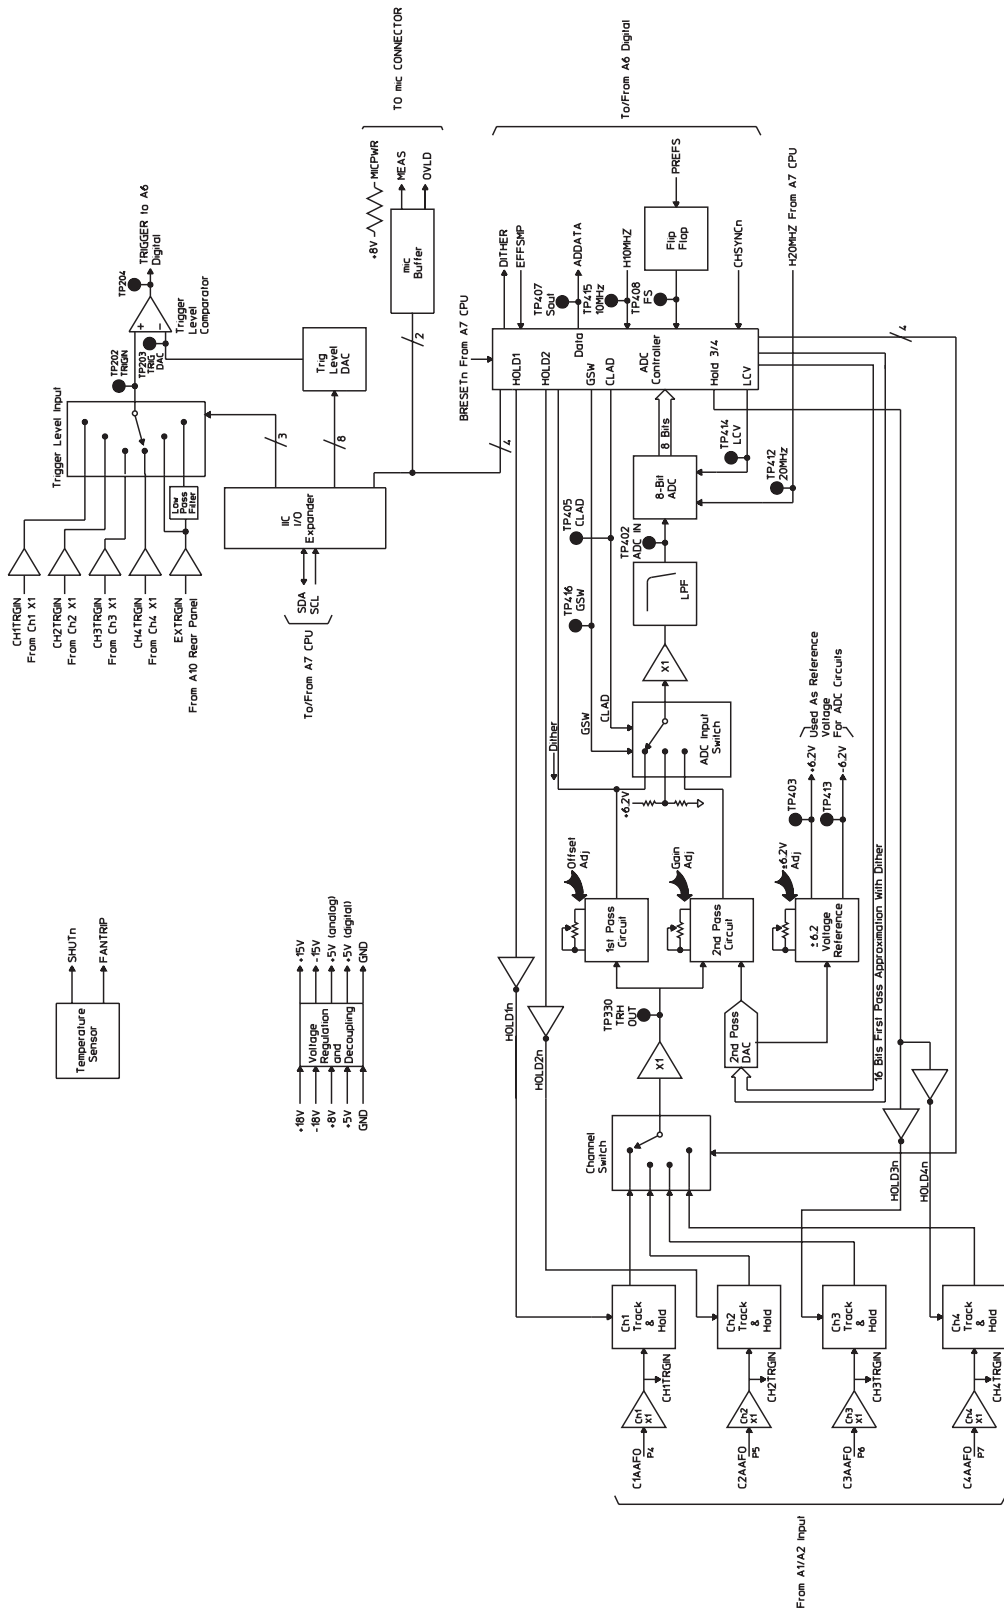 CH1TRGIN
From Ch1 X1
CH2TRGIN
From Ch2 X1
CH3TRGIN
From Ch3 X1
CH4TRGIN
From Ch4 X1
EXTRGIN
From A10 Rear Panel
Trigger Level Input
Low
Pass
Filter
TP202
TRIGIN
TP203
TRIG
DAC
+
-
Trigger
Level
Comparator
TP204
TRIGGER to A6
Digital
To/From A7 CPU
SDA
SCL
IIC
I/O
Expander
3
8
Trig
Level
DAC
+8V
MICPWR
mic
Buffer
MEAS
OVLD
TO mic CONNECTOR
2
4
BRESETn From A7 CPU
Temperature
Sensor
SHUTn
FANTRIP
+18V
-18V
+8V
+5V
GND
Voltage
Regulation
and
Decoupling
+15V
-15V
+5V (analog)
+5V (digital)
GND
HOLD1
HOLD2
Data
GSW
CLAD
ADC
Controller
Hold 3/4
LCV
DITHER
EFFSMP
TP407
Sout
ADDATA
TP415
10MHz
H10MHZ
TP408
FS
Flip
Flop
PREFS
CHSYNCn
H20MHZ From A7 CPU
To/From A6 Digital
4
HOLD1n
HOLD2n
Dither
GSW
CLAD
TP416
GSW
TP405
CLAD
TP402
ADC IN
8-Bit
ADC
8 Bits
TP414
LCV
TP412
20MHz
LPF
X1
ADC Input
Switch
+6.2V
Offset
Adj
1st Pass
Circuit
Gain
Adj
2nd Pass
Circuit
±6.2V
Adj
±6.2
Voltage
Reference
TP403
+6.2V
TP413
-6.2V
Used As Reference
Voltage
For ADC Circuits
TP330
TRH
OUT
X1
2nd Pass
DAC
16 Bits First Pass Approximation With Dither
Channel
Switch
HOLD3n
HOLD4n
Ch1
Track
&
Hold
Ch2
Track
&
Hold
Ch3
Track
&
Hold
Ch4
Track
&
Hold
CH1TRGIN
CH2TRGIN
CH3TRGIN
CH4TRGIN
Ch1
X1
Ch2
X1
Ch3
X1
Ch4
X1
C1AAFO
P4
C2AAFO
P5
C3AAFO
P6
C4AAFO
P7
From A1/A2 Input